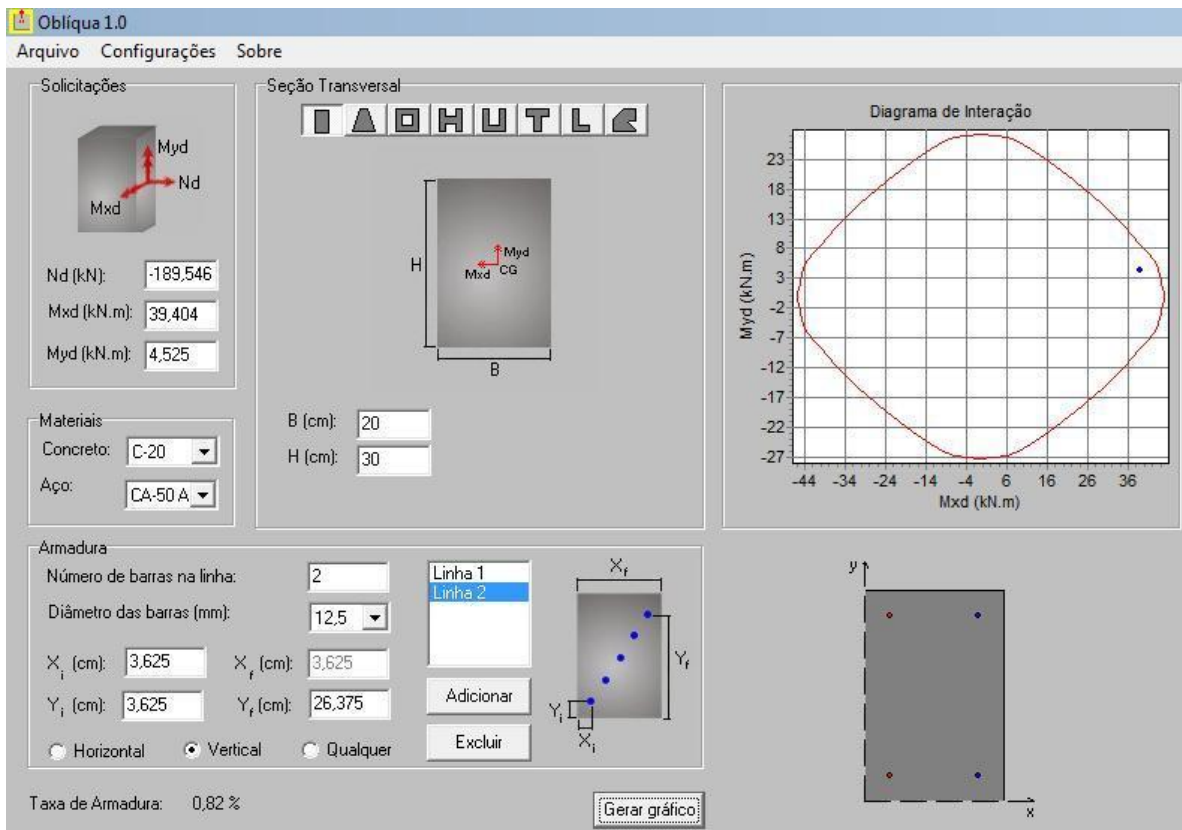 Oblíqua 1.0
Arquivo Configurações Sobre
Solicitações
Myd
Nd
Mxd
Nd (kN): -189,546
Mxd (kN.m): 39,404
Myd (kN.m): 4,525
Materiais
Concreto: C-20
Aço: CA-50 A
Seção Transversal
H
Myd
Mxd CG
B
B (cm): 20
H (cm): 30
Diagrama de Interação
Myd (kN.m)
23
18
13
8
3
-2
-7
-12
-17
-22
-27
-44 -34 -24 -14 -4 6 16 26 36
Mxd (kN.m)
Armadura
Número de barras na linha: 2
Diâmetro das barras (mm): 12,5
Xi (cm): 3,625 Xf (cm): 3,625
Yi (cm): 3,625 Yf (cm): 26,375
Horizontal Vertical Qualquer
Linha 1
Linha 2
Adicionar
Excluir
Xf
Yf
Yi
Xi
Taxa de Armadura: 0,82 %
Gerar gráfico
y
x